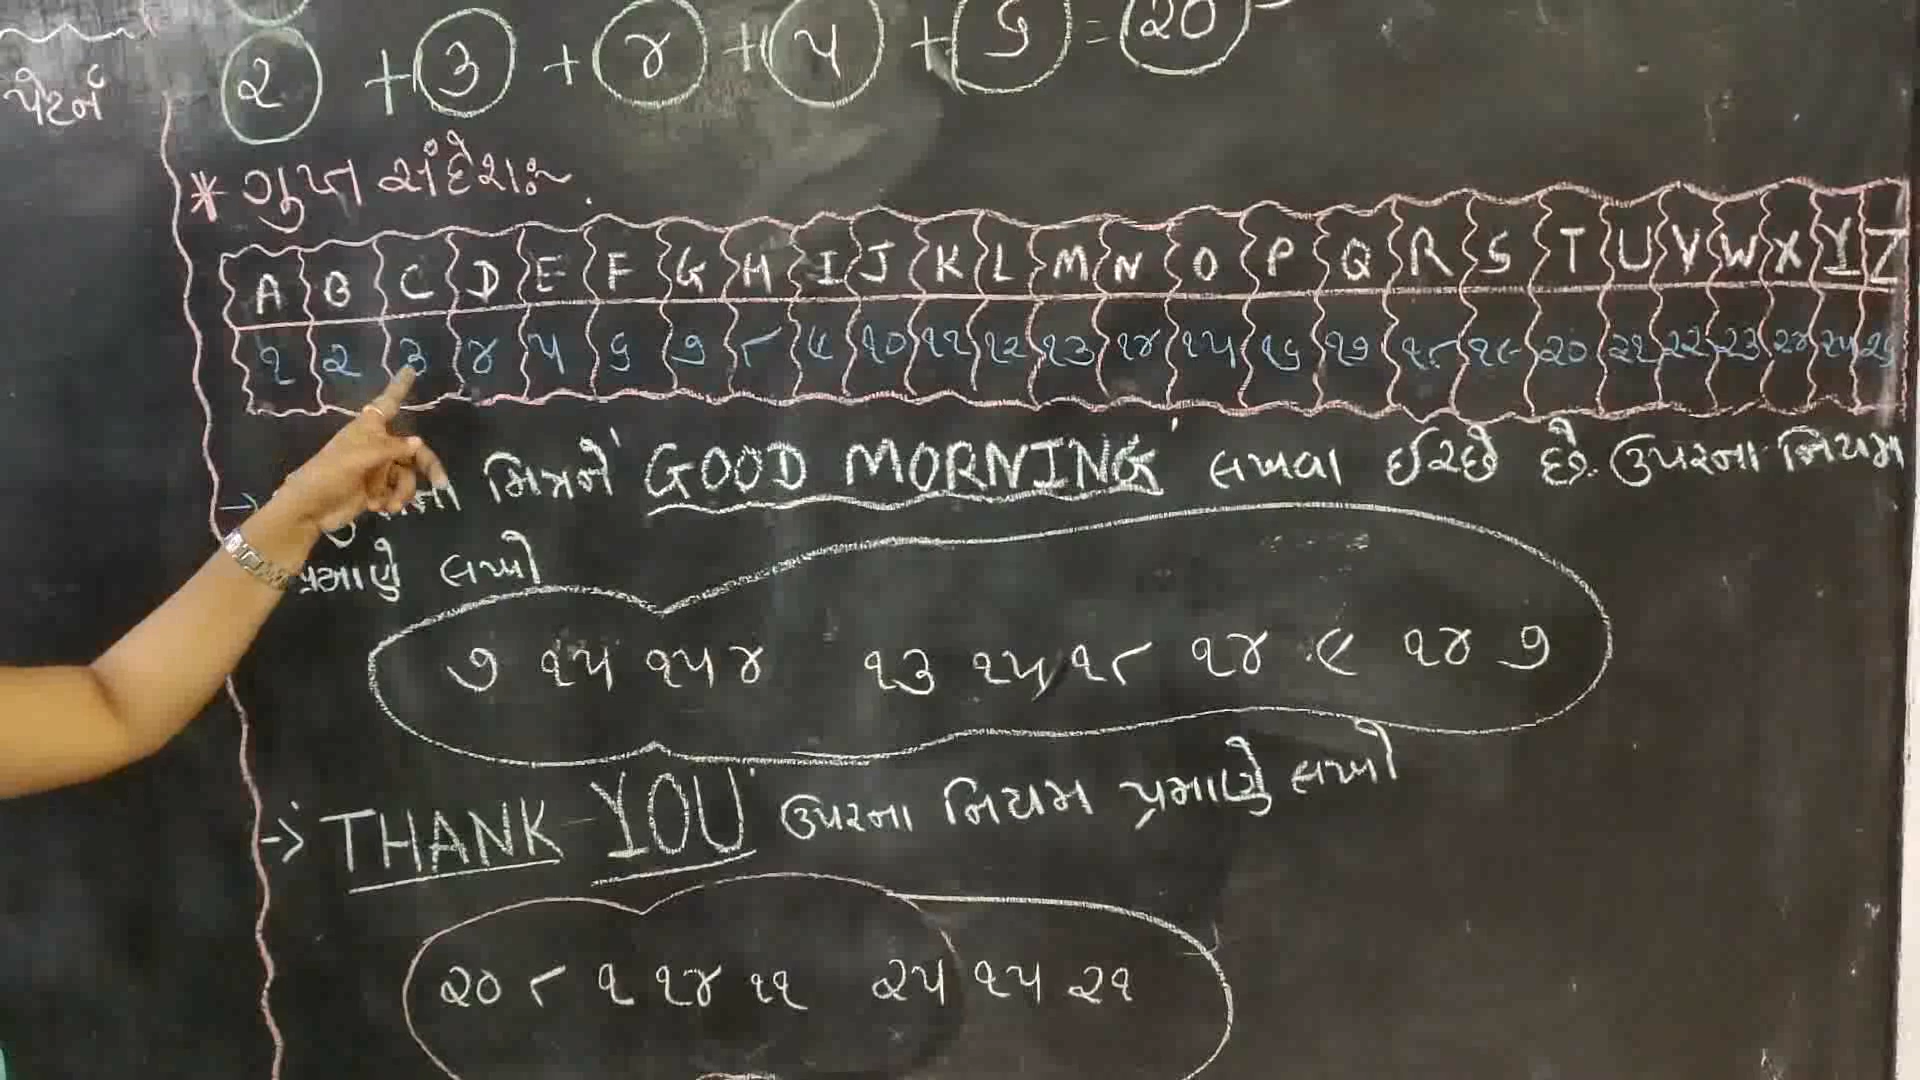 ૨ + ૩ + ૪ + ૫ + ૬ = ૨૦
પેટર્ન
* ગુપ્ત સંદેશ :~
A B C D E F G H I J K L M N O P Q R S T U V W X Y Z
૧ ૨ ૩ ૪ ૫ ૬ ૭ ૮ ૯ ૧૦ ૧૧ ૧૨ ૧૩ ૧૪ ૧૫ ૧૬ ૧૭ ૧૮ ૧૯ ૨૦ ૨૧ ૨૨ ૨૩ ૨૪ ૨૫ ૨૬
→ મિત્રને 'GOOD MORNING' લખવા ઈચ્છે છે. ઉપરના નિયમ
પ્રમાણે લખો
૭ ૧૫ ૧૫ ૪ ૧૩ ૧૫ ૧૮ ૧૪ ૯ ૧૪ ૭
→ THANK YOU' ઉપરના નિયમ પ્રમાણે લખો
૨૦ ૮ ૧ ૧૪ ૧૧ ૨૫ ૧૫ ૨૧